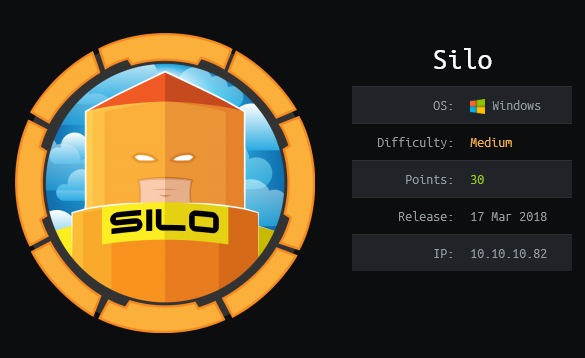 SILO
Silo
OS: Windows
Difficulty: Medium
Points: 30
Release: 17 Mar 2018
IP: 10.10.10.82